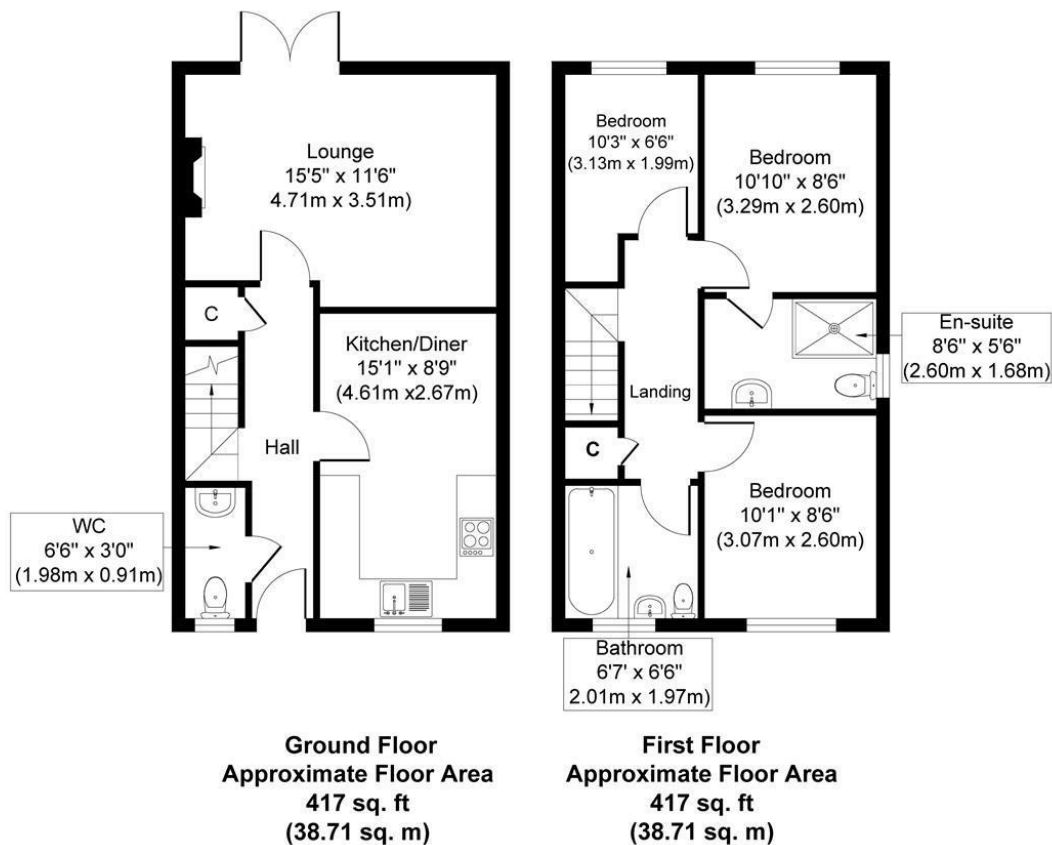 Lounge
15'5" x 11'6"
4.71m x 3.51m)
C
Kitchen/Diner
15'1" x 8'9"
(4.61m x2.67m)
Hall
WC
6'6" x 3'0"
(1.98m x 0.91m)
Ground Floor
Approximate Floor Area
417 sq. ft
(38.71 sq. m)
Bedroom
10'3" x 6'6"
(3.13m x 1.99m)
Bedroom
10'10" x 8'6"
(3.29m x 2.60m)
En-suite
8'6" x 5'6"
(2.60m x 1.68m)
Landing
C
Bedroom
10'1" x 8'6"
(3.07m x 2.60m)
Bathroom
6'7' x 6'6"
2.01m x 1.97m)
First Floor
Approximate Floor Area
417 sq. ft
(38.71 sq. m)